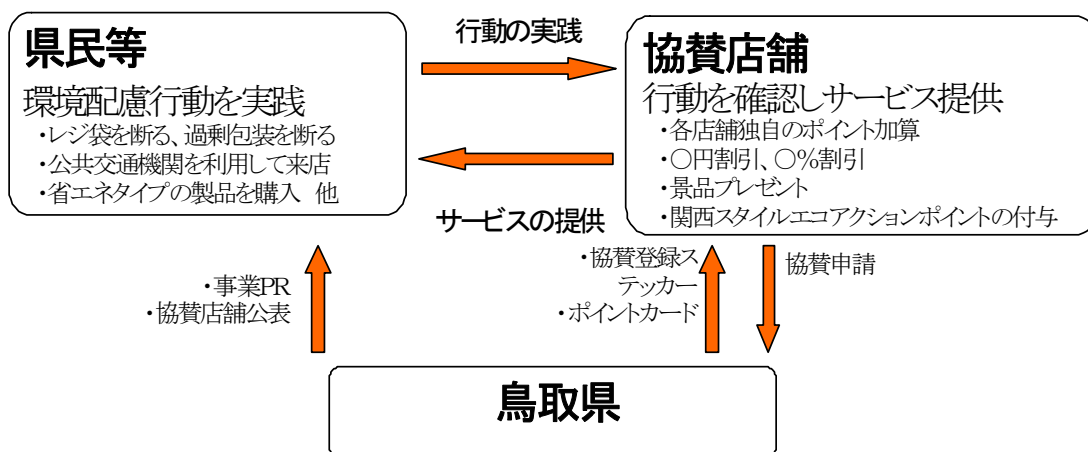 県民等
環境配慮行動を実践
・レジ袋を断る、過剰包装を断る
・公共交通機関を利用して来店
・省エネタイプの製品を購入 他
行動の実践
サービスの提供
協賛店舗
行動を確認しサービス提供
・各店舗独自のポイント加算
・○円割引、○%割引
・景品プレゼント
・関西スタイルエコアクションポイントの付与
・事業PR
・協賛店舗公表
・協賛登録ス
テッカー
・ポイントカード
協賛申請
鳥取県